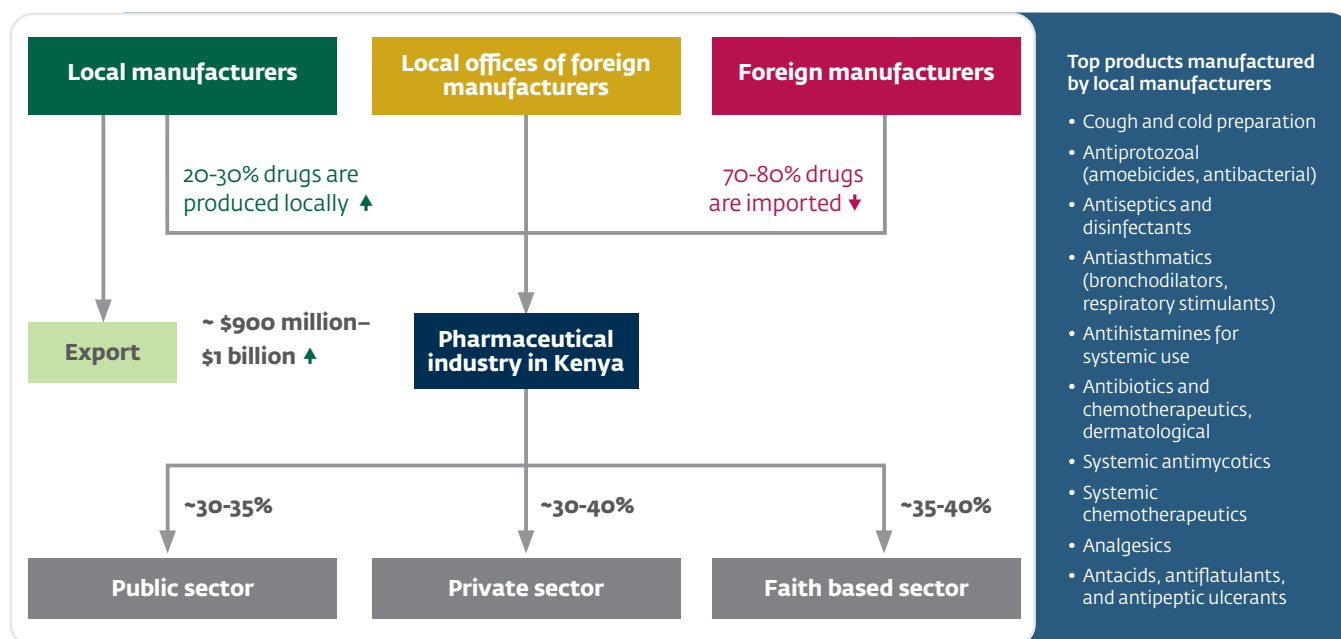 Local manufacturers
Local offices of foreign
manufacturers
Foreign manufacturers
20-30% drugs are
produced locally
70-80% drugs
are imported
Export
~ $900 million–
$1 billion
Pharmaceutical
industry in Kenya
~30-35%
~30-40%
~35-40%
Public sector
Private sector
Faith based sector
Top products manufactured
by local manufacturers
• Cough and cold preparation
• Antiprotozoal
(amoebicides, antibacterial)
• Antiseptics and
disinfectants
• Antiasthmatics
(bronchodilators,
respiratory stimulants)
• Antihistamines for
systemic use
• Antibiotics and
chemotherapeutics,
dermatological
• Systemic antimycotics
• Systemic
chemotherapeutics
• Analgesics
• Antacids, antiflatulants,
and antipeptic ulcerants